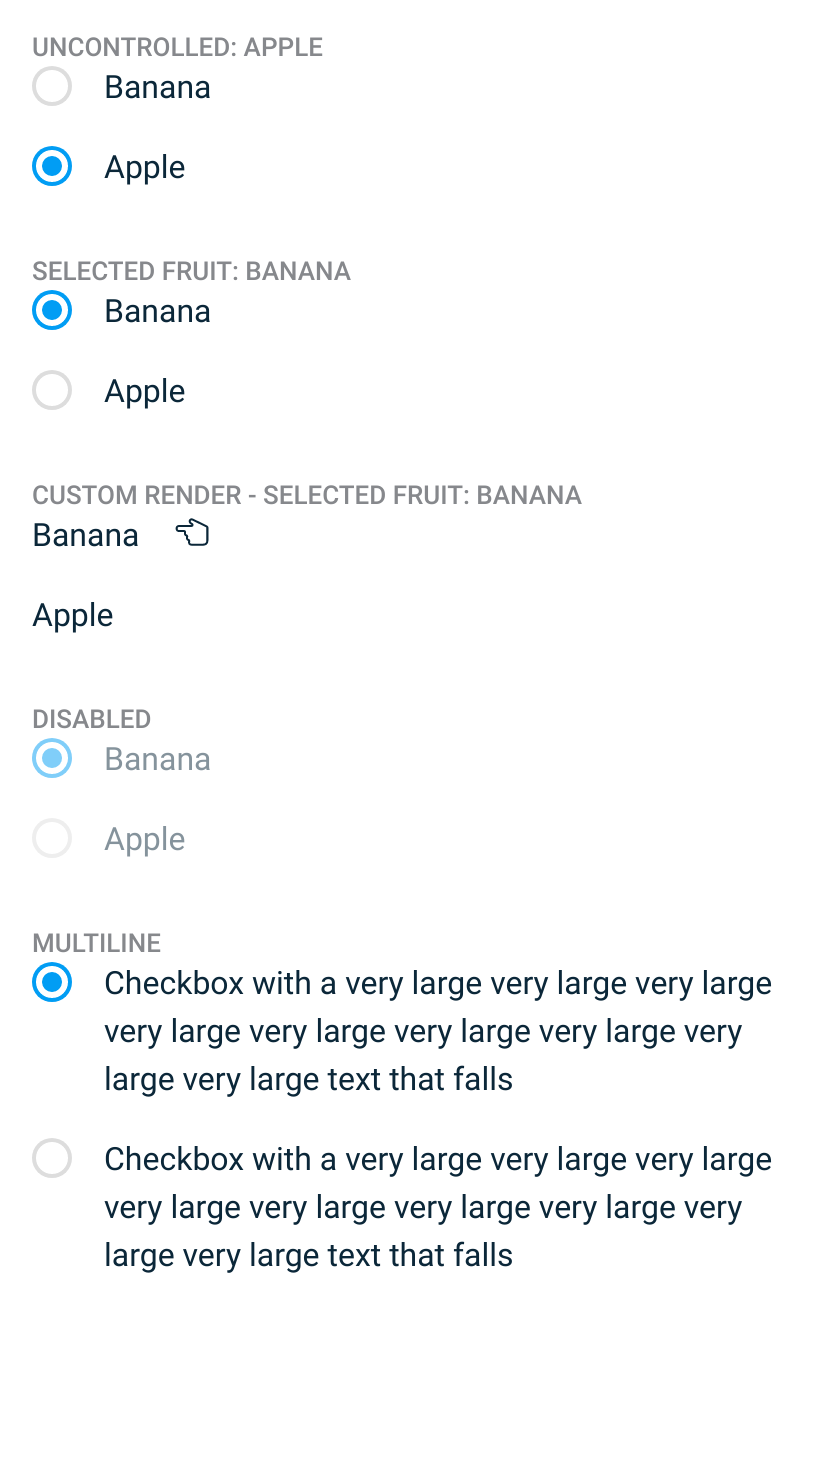 UNCONTROLLED: APPLE
Banana
Apple
SELECTED FRUIT: BANANA
Banana
Apple
CUSTOM RENDER - SELECTED FRUIT: BANANA
Banana
Apple
DISABLED
Banana
Apple
MULTILINE
Checkbox with a very large very large very large
very large very large very large very large very
large very large text that falls
Checkbox with a very large very large very large
very large very large very large very large very
large very large text that falls